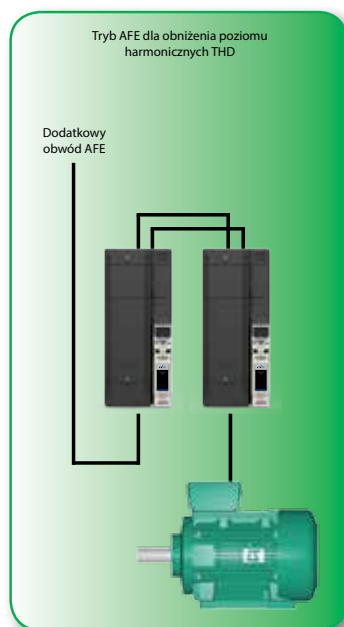 Tryb AFE dla obniżenia poziomu
harmonicznych THD
Dodatkowy
obwód AFE